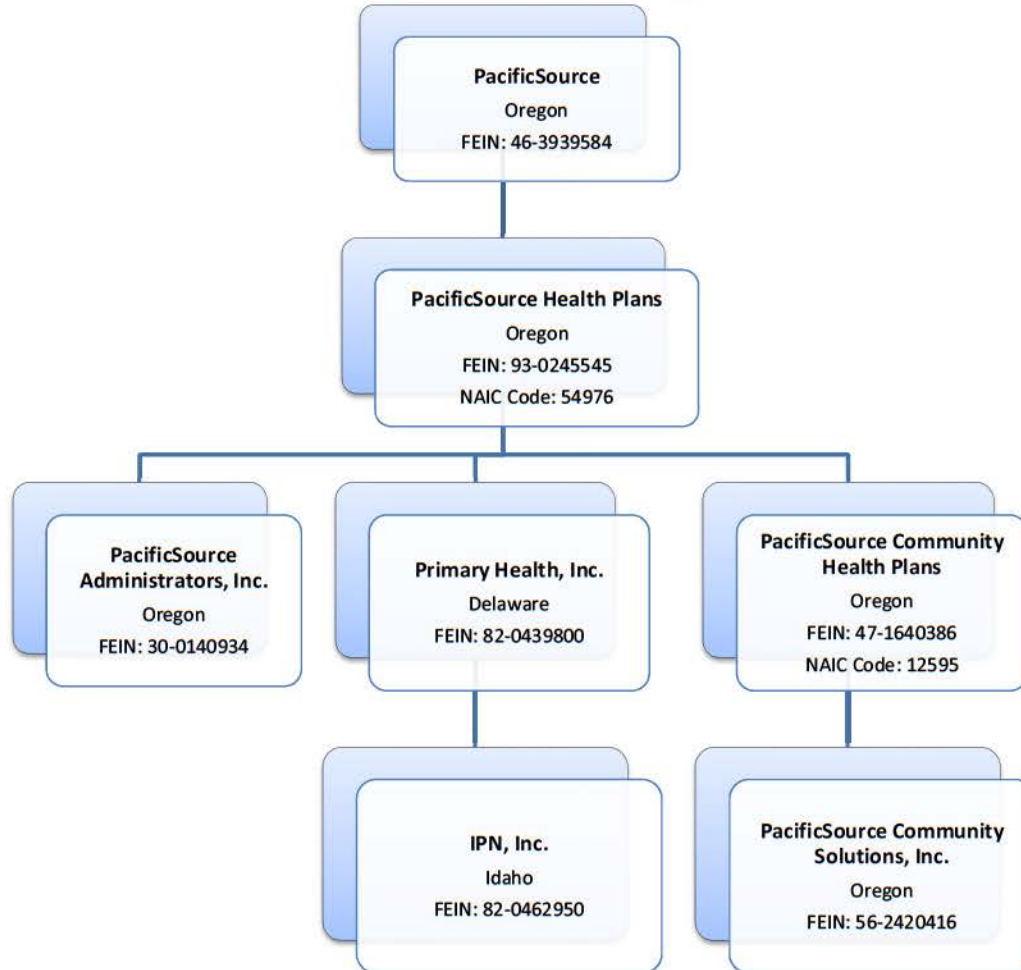 PacificSource
Oregon
FEIN: 46-3939584
PacificSource Health Plans
Oregon
FEIN: 93-0245545
NAIC Code: 54976
PacificSource
Administrators, Inc.
Oregon
FEIN: 30-0140934
Primary Health, Inc.
Delaware
FEIN: 82-0439800
PacificSource Community
Health Plans
Oregon
FEIN: 47-1640386
NAIC Code: 12595
IPN, Inc.
Idaho
FEIN: 82-0462950
PacificSource Community
Solutions, Inc.
Oregon
FEIN: 56-2420416